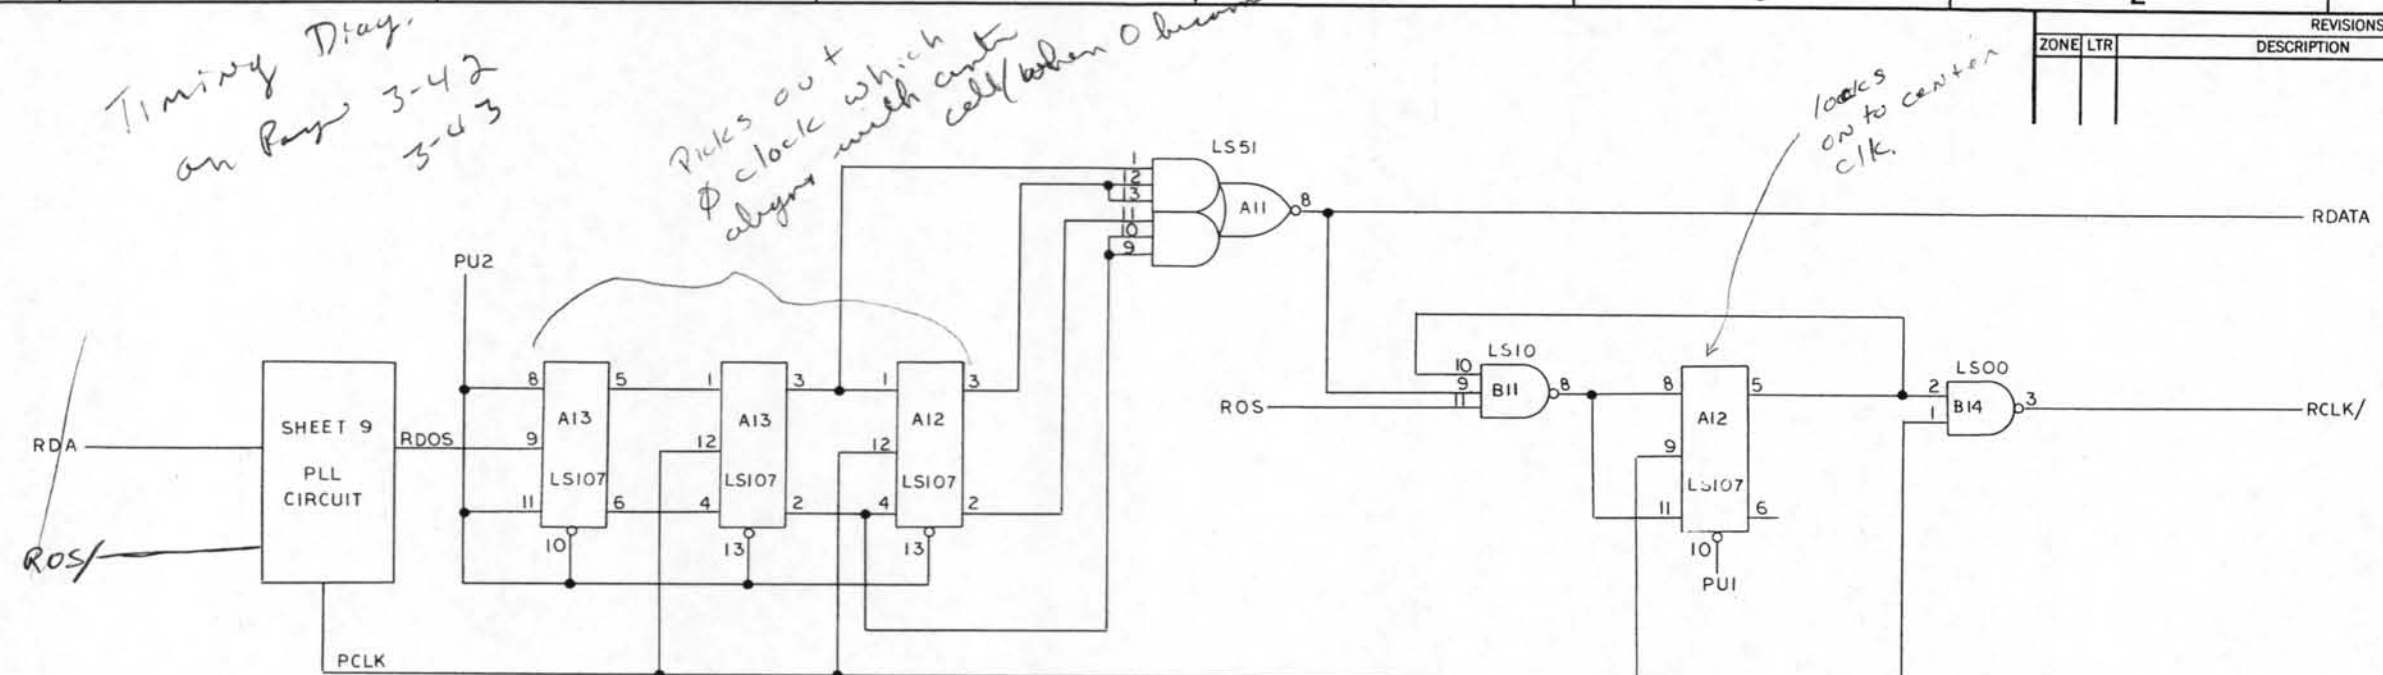 REVISIONS
ZONE LTR DESCRIPTION
Timing Diag.
on Page 3-42
3-43
Picks out
φ clock which
aligns with center
cell/when 0
looks
on to center
clk.
LS51
1
2
3
11
10
9
A11
8
RDATA
PU2
RDA
ROS/
SHEET 9
PLL
CIRCUIT
RDOS
PCLK
8 5
A13
9
LS107
11 6
10
1 3
A13
12
LS107
4 2
13
1 3
A12
12
LS107
4 2
13
ROS
LS10
10
9
11
B11
8
8 5
A12
9
LS107
11 6
10
PU1
LS00
2
1
B14
3
RCLK/